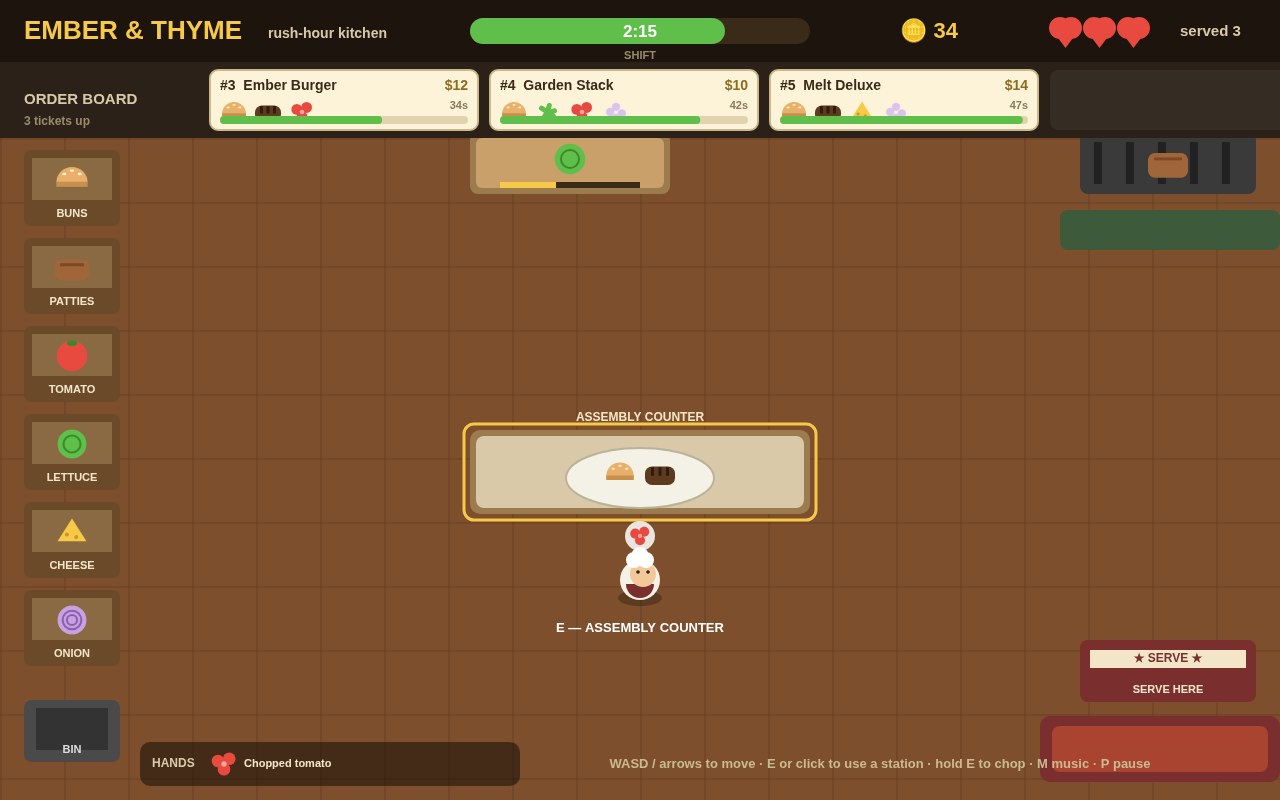 EMBER & THYME
rush-hour kitchen
2:15
SHIFT
34
served 3
ORDER BOARD
3 tickets up
#3 Ember Burger $12
34s
#4 Garden Stack $10
42s
#5 Melt Deluxe $14
47s
BUNS
PATTIES
TOMATO
LETTUCE
CHEESE
ONION
BIN
ASSEMBLY COUNTER
E — ASSEMBLY COUNTER
★ SERVE ★
SERVE HERE
HANDS Chopped tomato
WASD / arrows to move · E or click to use a station · hold E to chop · M music · P pause